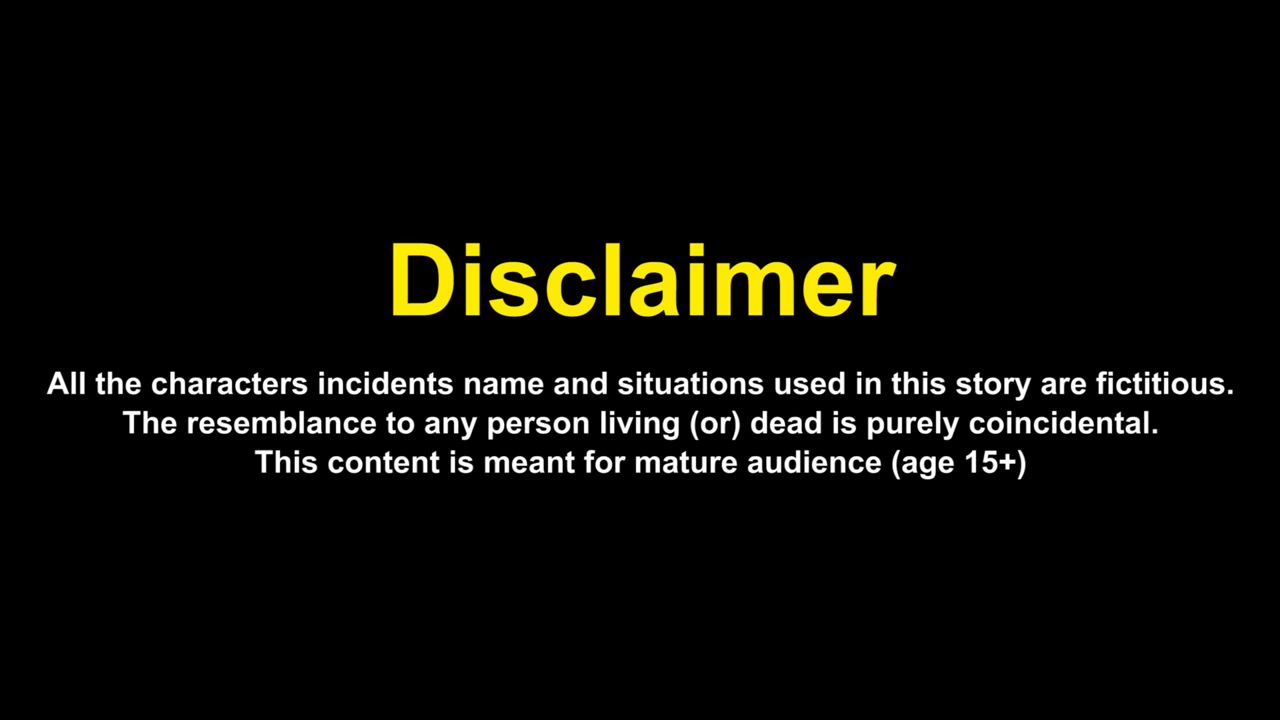 Disclaimer
All the characters incidents name and situations used in this story are fictitious.
The resemblance to any person living (or) dead is purely coincidental.
This content is meant for mature audience (age 15+)